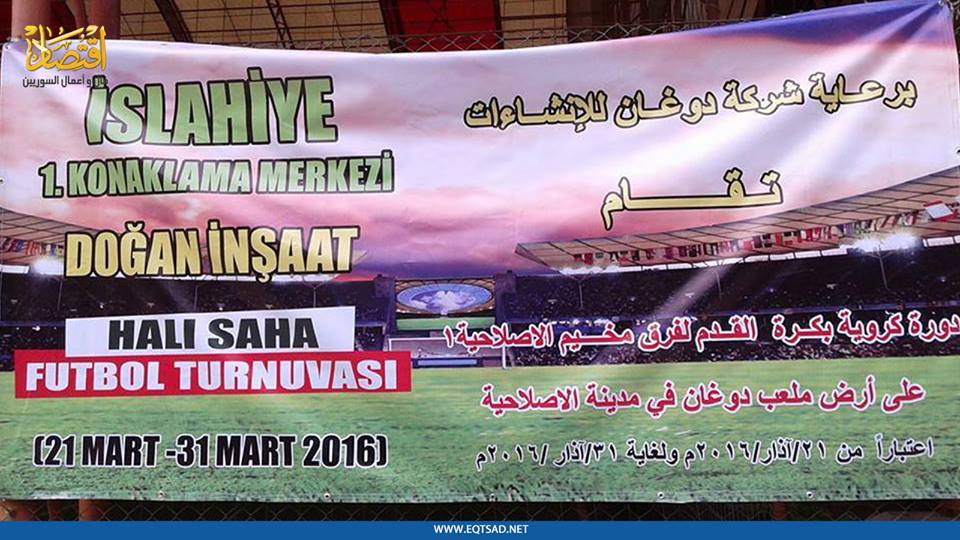 اقتصاد
مال و أعمال السوريين
İSLAHİYE
1. KONAKLAMA MERKEZİ
DOĞAN İNŞAAT
HALI SAHA
FUTBOL TURNUVASI
(21 MART -31 MART 2016)
برعاية شركة دوغان للإنشاءات
تقام
دورة كروية بكرة القدم لفرق مخيم الاصلاحية١
على أرض ملعب دوغان في مدينة الاصلاحية
اعتباراً من ٢١/آذار/٢٠١٦م ولغاية ٣١/آذار /٢٠١٦م
WWW.EQTSAD.NET